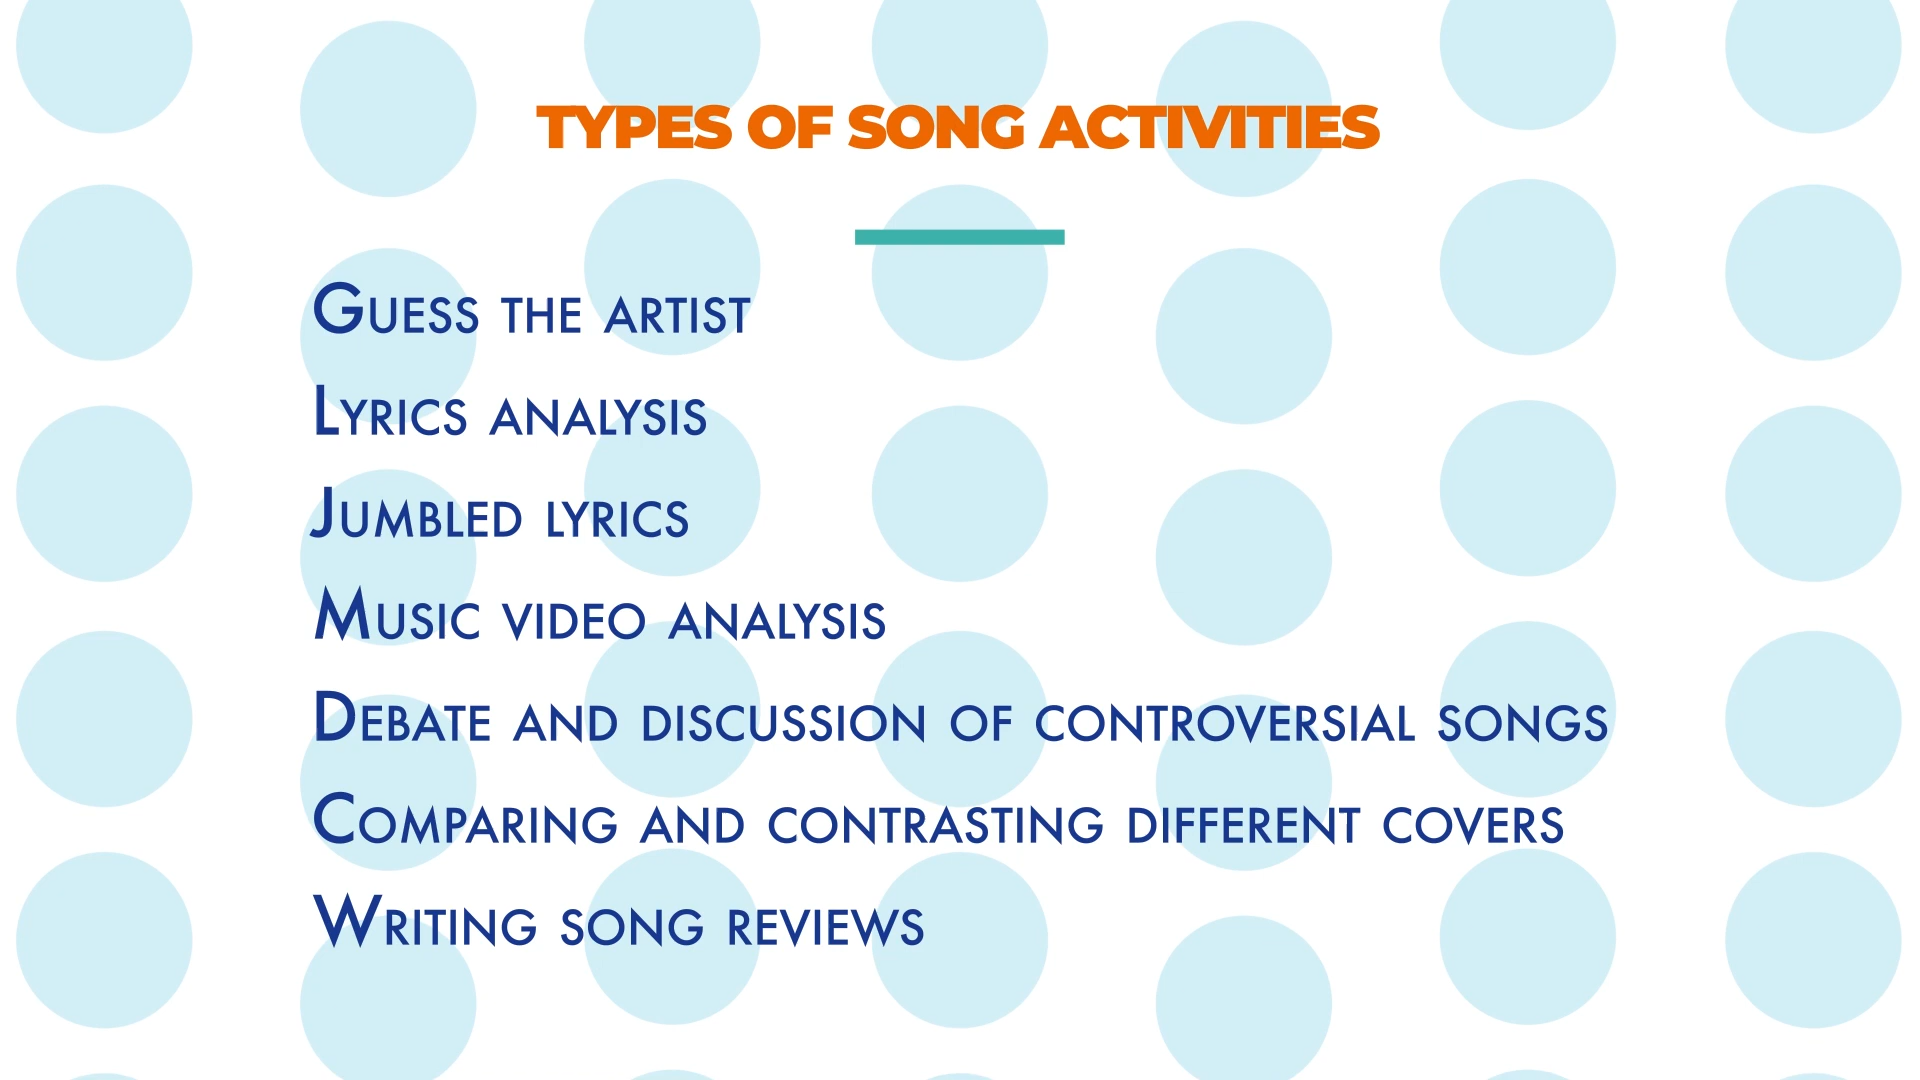 TYPES OF SONG ACTIVITIES
Guess the artist
Lyrics analysis
Jumbled lyrics
Music video analysis
Debate and discussion of controversial songs
Comparing and contrasting different covers
Writing song reviews